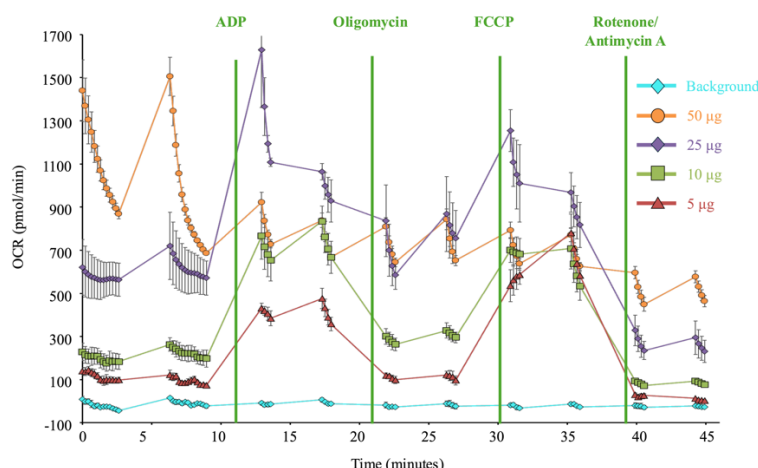 ADP
Oligomycin
FCCP
Rotenone/
Antimycin A
1700
1500
1300
1100
900
700
500
300
100
-100
OCR (pmol/min)
Background
50 µg
25 µg
10 µg
5 µg
0
5
10
15
20
25
30
35
40
45
Time (minutes)